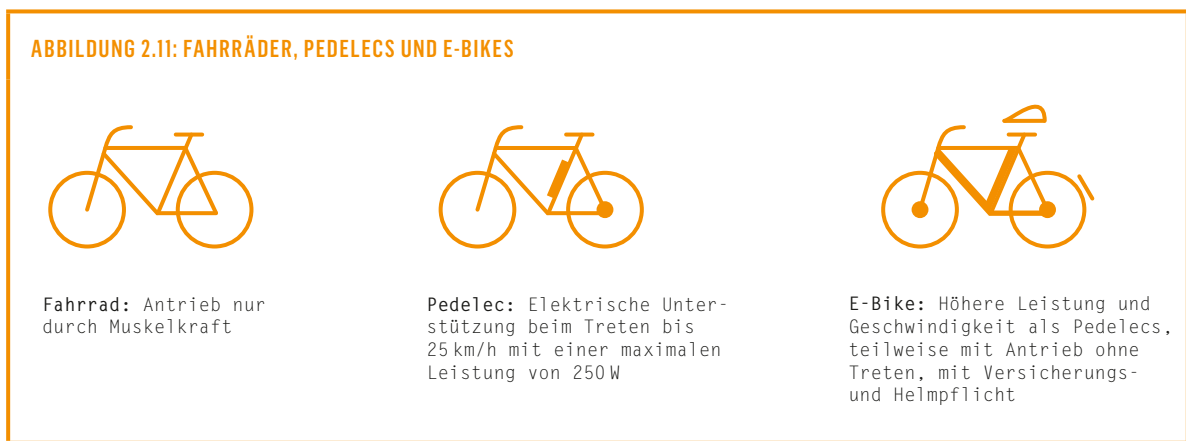 ABBILDUNG 2.11: FAHRRÄDER, PEDELECS UND E-BIKES
Fahrrad: Antrieb nur
durch Muskelkraft
Pedelec: Elektrische Unter-
stützung beim Treten bis
25 km/h mit einer maximalen
Leistung von 250 W
E-Bike: Höhere Leistung und
Geschwindigkeit als Pedelecs,
teilweise mit Antrieb ohne
Treten, mit Versicherungs-
und Helmpflicht